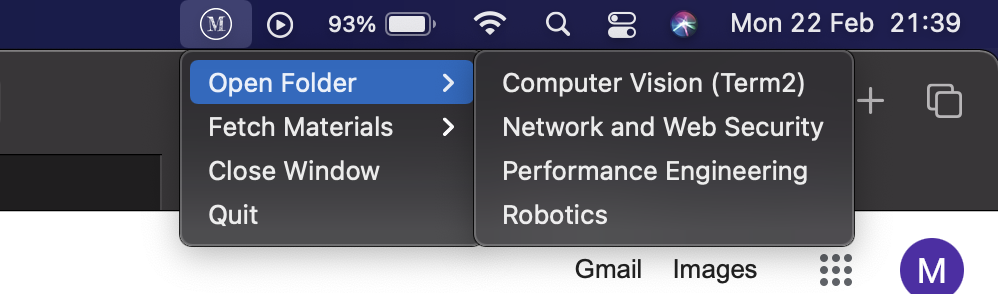 M 93% Mon 22 Feb 21:39
Open Folder
Fetch Materials
Close Window
Quit
Computer Vision (Term2)
Network and Web Security
Performance Engineering
Robotics
Gmail Images M